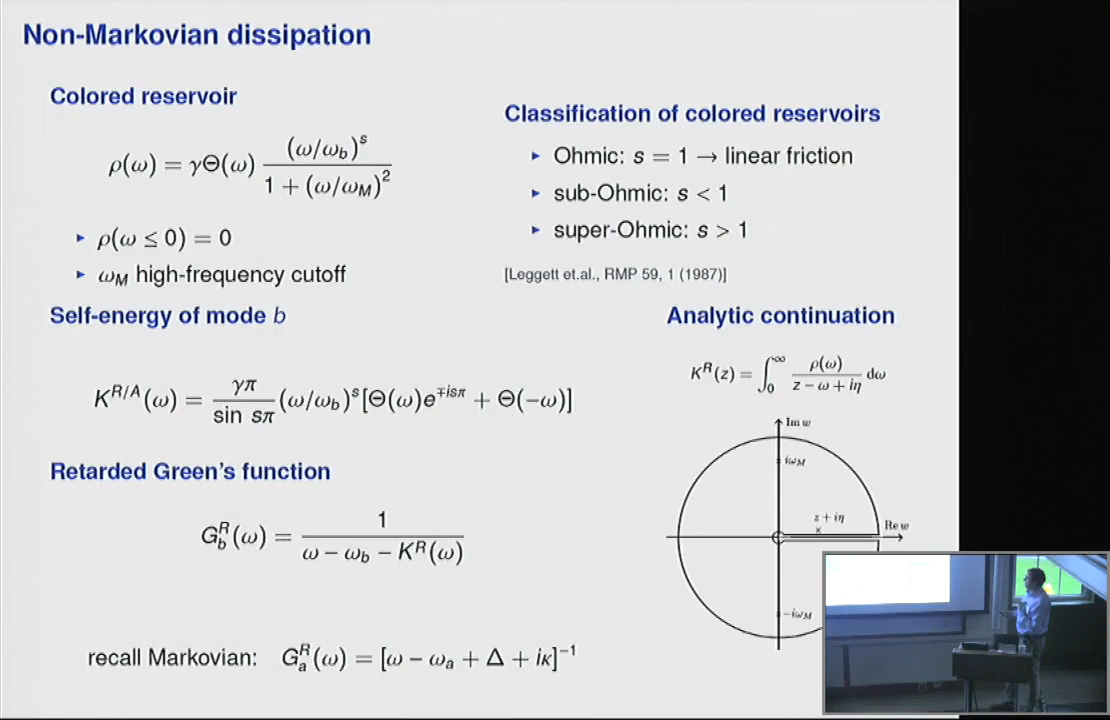 Non-Markovian dissipation
Colored reservoir
ρ(ω) = γΘ(ω) (ω/ω_b)^s / (1 + (ω/ω_M)^2)
▸ ρ(ω ≤ 0) = 0
▸ ω_M high-frequency cutoff
Classification of colored reservoirs
▸ Ohmic: s = 1 → linear friction
▸ sub-Ohmic: s < 1
▸ super-Ohmic: s > 1
[Leggett et.al., RMP 59, 1 (1987)]
Self-energy of mode b
K^{R/A}(ω) = γπ / sin sπ (ω/ω_b)^s [Θ(ω)e^{∓isπ} + Θ(−ω)]
Analytic continuation
K^R(z) = ∫_0^∞ ρ(ω) / (z − ω + iη) dω
Im w
iω_M
z + iη
Re w
−iω_M
Retarded Green's function
G_b^R(ω) = 1 / (ω − ω_b − K^R(ω))
recall Markovian: G_a^R(ω) = [ω − ω_a + Δ + iκ]^{−1}